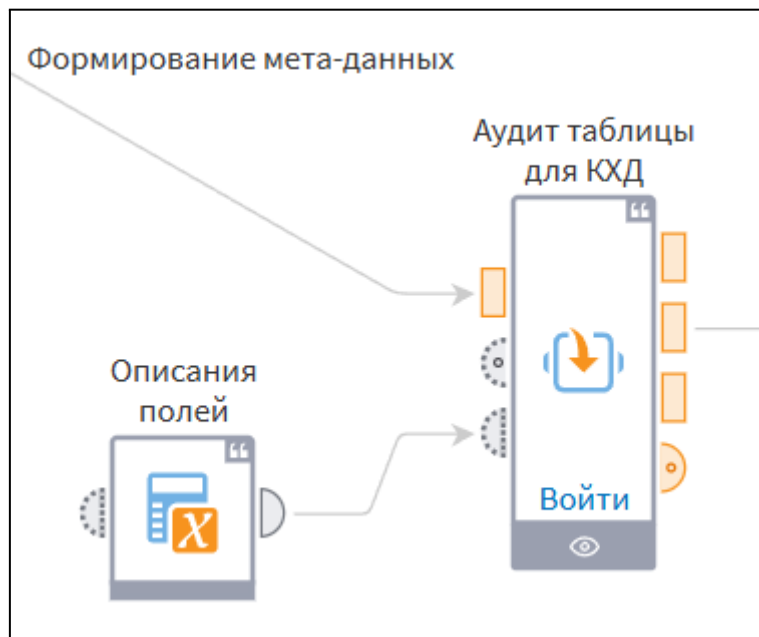 Формирование мета-данных
Аудит таблицы
для КХД
Описания
полей
Войти